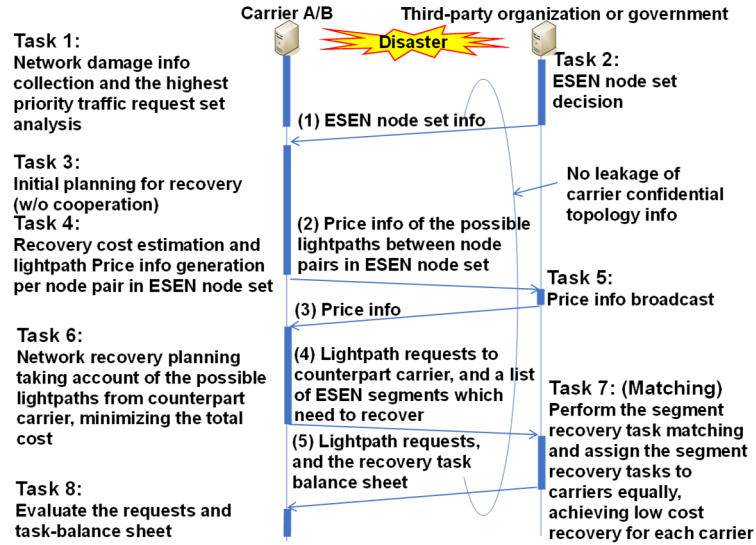 Carrier A/B
Third-party organization or government
Disaster
Task 1:
Network damage info
collection and the highest
priority traffic request set
analysis
Task 2:
ESEN node set
decision
(1) ESEN node set info
Task 3:
Initial planning for recovery
(w/o cooperation)
Task 4:
Recovery cost estimation and
lightpath Price info generation
per node pair in ESEN node set
No leakage of
carrier confidential
topology info
(2) Price info of the possible
lightpaths between node
pairs in ESEN node set
Task 5:
Price info broadcast
(3) Price info
Task 6:
Network recovery planning
taking account of the possible
lightpaths from counterpart
carrier, minimizing the total
cost
(4) Lightpath requests to
counterpart carrier, and a list
of ESEN segments which
need to recover
Task 7: (Matching)
Perform the segment
recovery task matching
and assign the segment
recovery tasks to
carriers equally,
achieving low cost
recovery for each carrier
(5) Lightpath requests,
and the recovery task
balance sheet
Task 8:
Evaluate the requests and
task-balance sheet